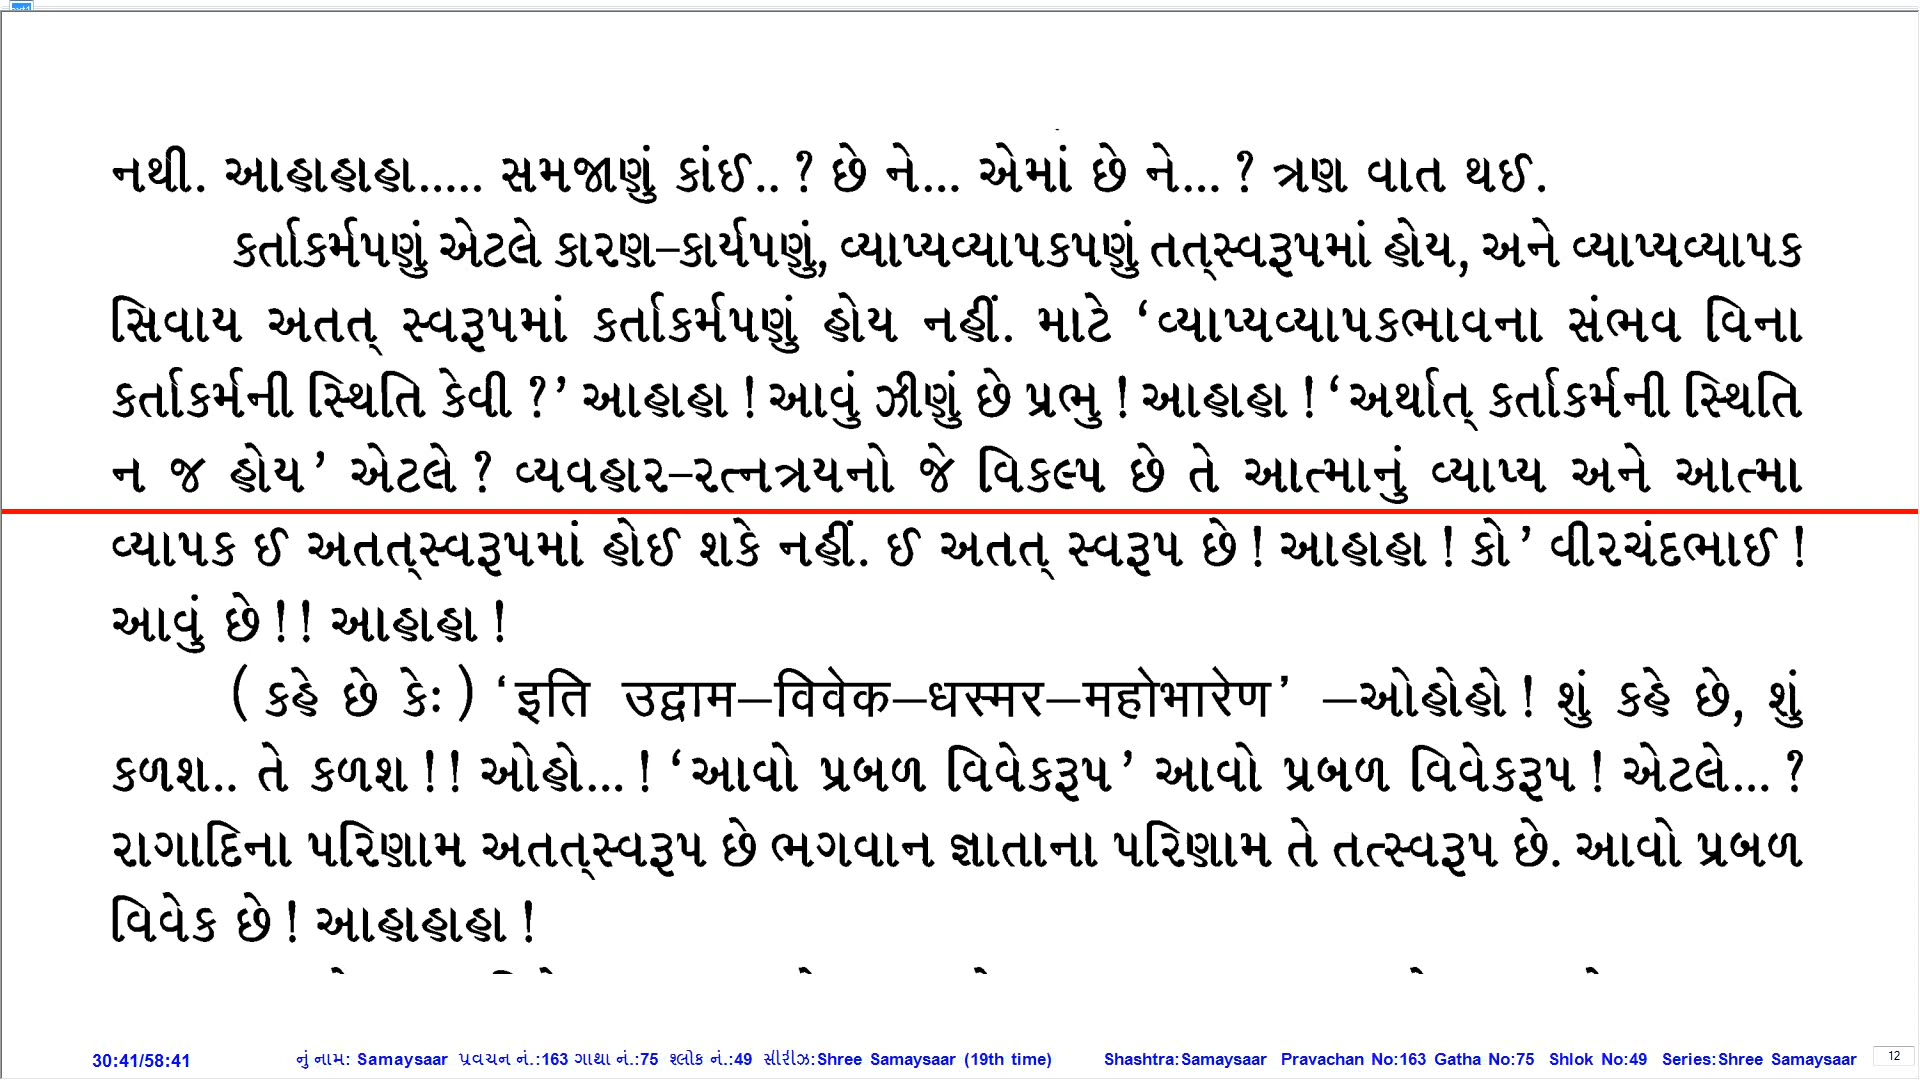 નથી. આહાહાહા..... સમજાણું કાંઈ.. ? છે ને... એમાં છે ને... ? ત્રણ વાત થઈ.
કર્તાકર્મપણું એટલે કારણ–કાર્યપણું, વ્યાપ્યવ્યાપકપણું તત્‌સ્વરૂપમાં હોય, અને વ્યાપ્યવ્યાપક
સિવાય અતત્ સ્વરૂપમાં કર્તાકર્મપણું હોય નહીં. માટે ‘વ્યાપ્યવ્યાપકભાવના સંભવ વિના
કર્તાકર્મની સ્થિતિ કેવી ?’ આહાહા ! આવું ઝીણું છે પ્રભુ ! આહાહા ! ‘અર્થાત્ કર્તાકર્મની સ્થિતિ
ન જ હોય’ એટલે ? વ્યવહાર–રત્નત્રયનો જે વિકલ્પ છે તે આત્માનું વ્યાપ્ય અને આત્મા
વ્યાપક ઈ અતત્‌સ્વરૂપમાં હોઈ શકે નહીં. ઈ અતત્ સ્વરૂપ છે ! આહાહા ! કો’ વીરચંદભાઈ !
આવું છે ! ! આહાહા !
( કહે છે કેઃ ) ‘इति उद्वाम–विवेक–धस्मर–महोभारेण’ –ઓહોહો ! શું કહે છે, શું
કળશ.. તે કળશ ! ! ઓહો... ! ‘આવો પ્રબળ વિવેકરૂપ’ આવો પ્રબળ વિવેકરૂપ ! એટલે... ?
રાગાદિના પરિણામ અતત્‌સ્વરૂપ છે ભગવાન જ્ઞાતાના પરિણામ તે તત્સ્વરૂપ છે. આવો પ્રબળ
વિવેક છે ! આહાહાહા !
30:41/58:41 નું નામ: Samaysaar પ્રવચન નં.:163 ગાથા નં.:75 શ્લોક નં.:49 સીરીઝ:Shree Samaysaar (19th time) Shashtra:Samaysaar Pravachan No:163 Gatha No:75 Shlok No:49 Series:Shree Samaysaar 12